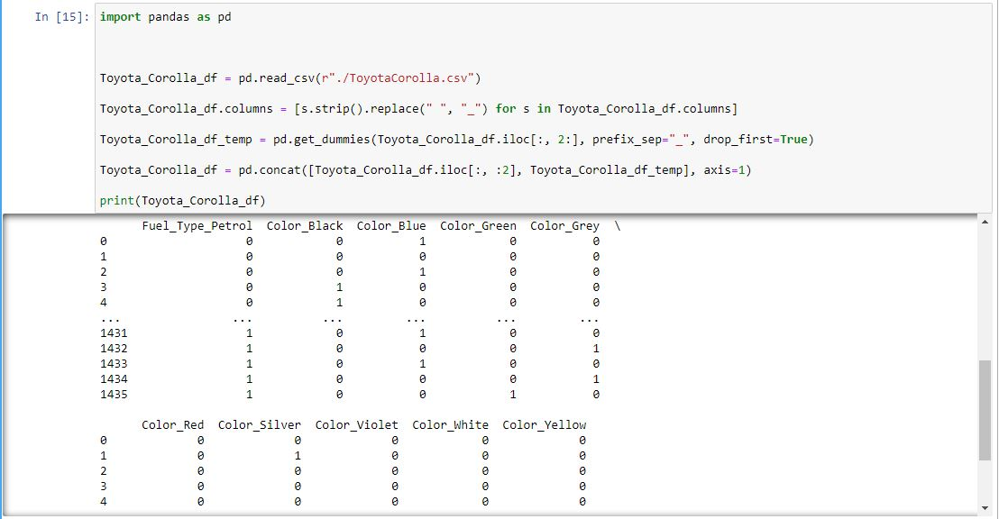 In [15]: import pandas as pd
Toyota_Corolla_df = pd.read_csv(r"./ToyotaCorolla.csv")
Toyota_Corolla_df.columns = [s.strip().replace(" ", "_") for s in Toyota_Corolla_df.columns]
Toyota_Corolla_df_temp = pd.get_dummies(Toyota_Corolla_df.iloc[:, 2:], prefix_sep="_", drop_first=True)
Toyota_Corolla_df = pd.concat([Toyota_Corolla_df.iloc[:, :2], Toyota_Corolla_df_temp], axis=1)
print(Toyota_Corolla_df)
Fuel_Type_Petrol Color_Black Color_Blue Color_Green Color_Grey \
0 0 0 1 0 0
1 0 0 0 0 0
2 0 0 1 0 0
3 0 1 0 0 0
4 0 1 0 0 0
... ... ... ... ... ...
1431 1 0 1 0 0
1432 1 0 0 0 1
1433 1 0 1 0 0
1434 1 0 0 0 1
1435 1 0 0 1 0
Color_Red Color_Silver Color_Violet Color_White Color_Yellow
0 0 0 0 0 0
1 0 1 0 0 0
2 0 0 0 0 0
3 0 0 0 0 0
4 0 0 0 0 0